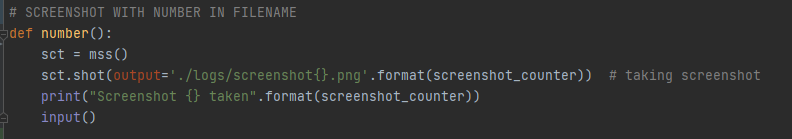 # SCREENSHOT WITH NUMBER IN FILENAME
def number():
    sct = mss()
    sct.shot(output='./logs/screenshot{}.png'.format(screenshot_counter))  # taking screenshot
    print("Screenshot {} taken".format(screenshot_counter))
    input()